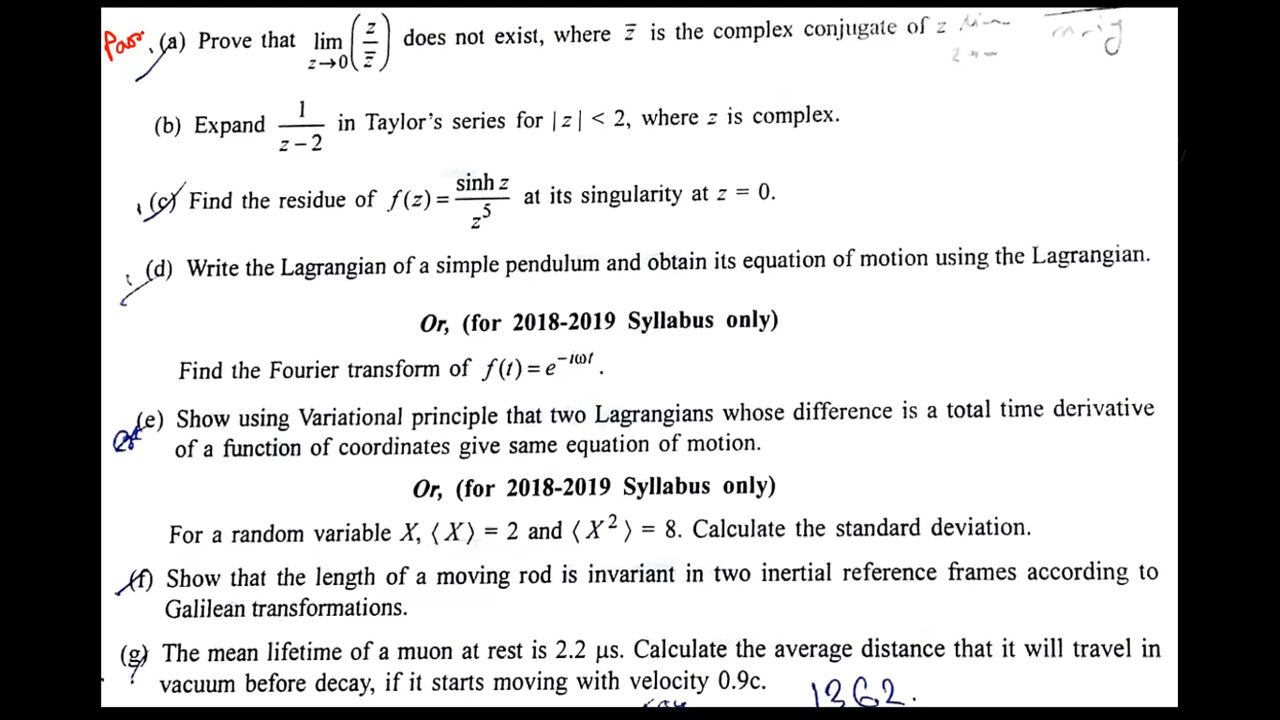 (a) Prove that lim z→0 (z/z̄) does not exist, where z̄ is the complex conjugate of z
(b) Expand 1/(z−2) in Taylor's series for |z| < 2, where z is complex.
(c) Find the residue of f(z) = sinh z/z⁵ at its singularity at z = 0.
(d) Write the Lagrangian of a simple pendulum and obtain its equation of motion using the Lagrangian.
Or, (for 2018-2019 Syllabus only)
Find the Fourier transform of f(t) = e^(−iωt).
(e) Show using Variational principle that two Lagrangians whose difference is a total time derivative
of a function of coordinates give same equation of motion.
Or, (for 2018-2019 Syllabus only)
For a random variable X, ⟨X⟩ = 2 and ⟨X²⟩ = 8. Calculate the standard deviation.
(f) Show that the length of a moving rod is invariant in two inertial reference frames according to
Galilean transformations.
(g) The mean lifetime of a muon at rest is 2.2 μs. Calculate the average distance that it will travel in
vacuum before decay, if it starts moving with velocity 0.9c.
1362.